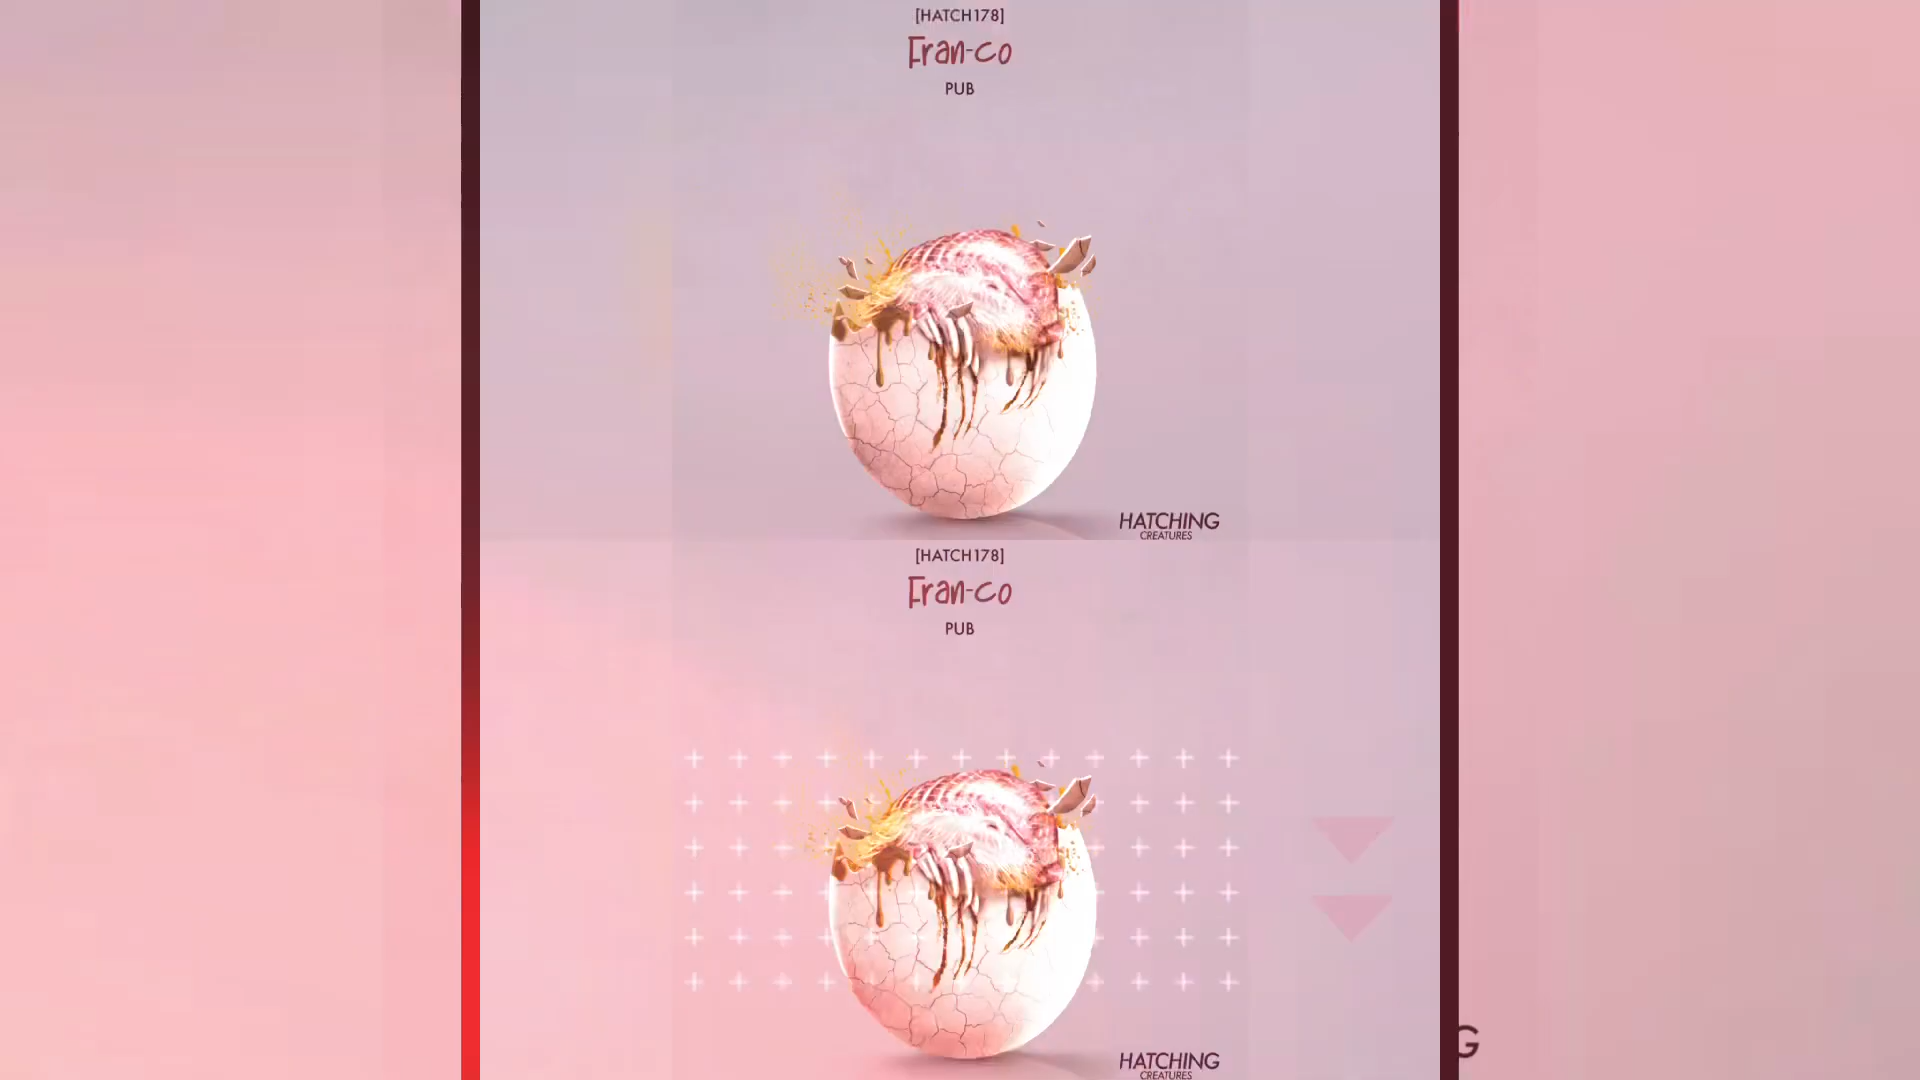 [HATCH178]
Fran-co
PUB
HATCHING
CREATURES
[HATCH178]
Fran-co
PUB
HATCHING
CREATURES
G